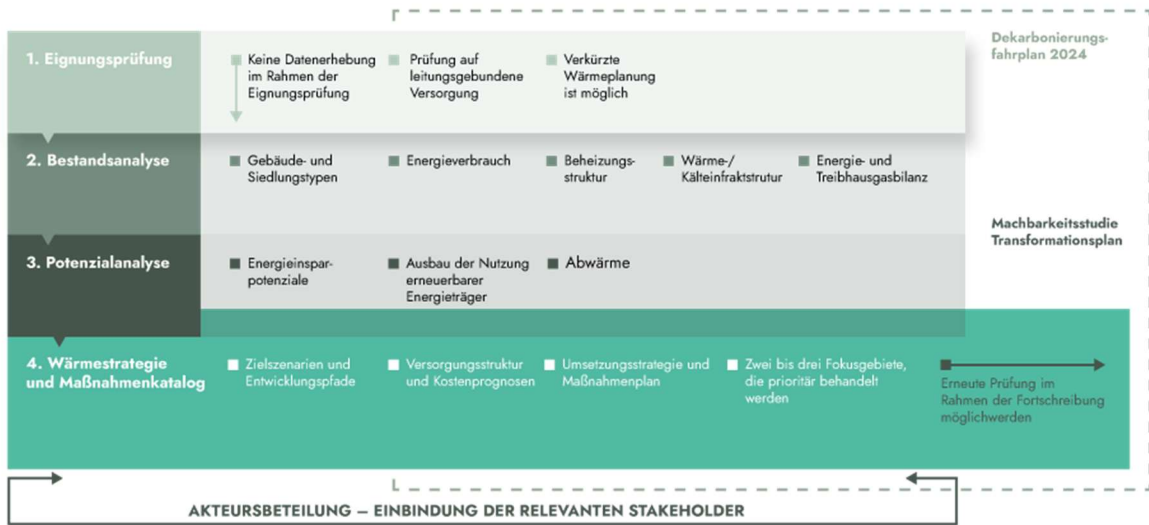 Dekarbonierungs-
fahrplan 2024
1. Eignungsprüfung
Keine Datenerhebung
im Rahmen der
Eignungsprüfung
Prüfung auf
leitungsgebundene
Versorgung
Verkürzte
Wärmeplanung
ist möglich
2. Bestandsanalyse
Gebäude- und
Siedlungstypen
Energieverbrauch
Beheizungs-
struktur
Wärme-/
Kälteinfraktstrutur
Energie- und
Treibhausgasbilanz
Machbarkeitsstudie
Transformationsplan
3. Potenzialanalyse
Energieeinspar-
potenziale
Ausbau der Nutzung
erneuerbarer
Energieträger
Abwärme
4. Wärmestrategie
und Maßnahmenkatalog
Zielszenarien und
Entwicklungspfade
Versorgungsstruktur
und Kostenprognosen
Umsetzungsstrategie und
Maßnahmenplan
Zwei bis drei Fokusgebiete,
die prioritär behandelt
werden
Erneute Prüfung im
Rahmen der Fortschreibung
möglichwerden
AKTEURSBETEILIGUNG – EINBINDUNG DER RELEVANTEN STAKEHOLDER